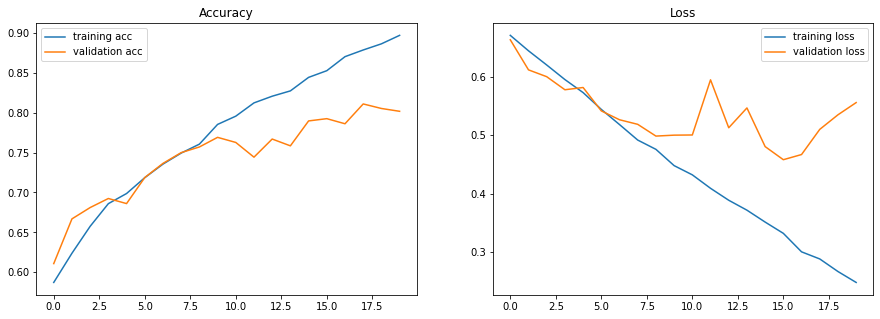 Accuracy
0.90
0.85
0.80
0.75
0.70
0.65
0.60
training acc
validation acc
0.0 2.5 5.0 7.5 10.0 12.5 15.0 17.5
Loss
0.6
0.5
0.4
0.3
training loss
validation loss
0.0 2.5 5.0 7.5 10.0 12.5 15.0 17.5